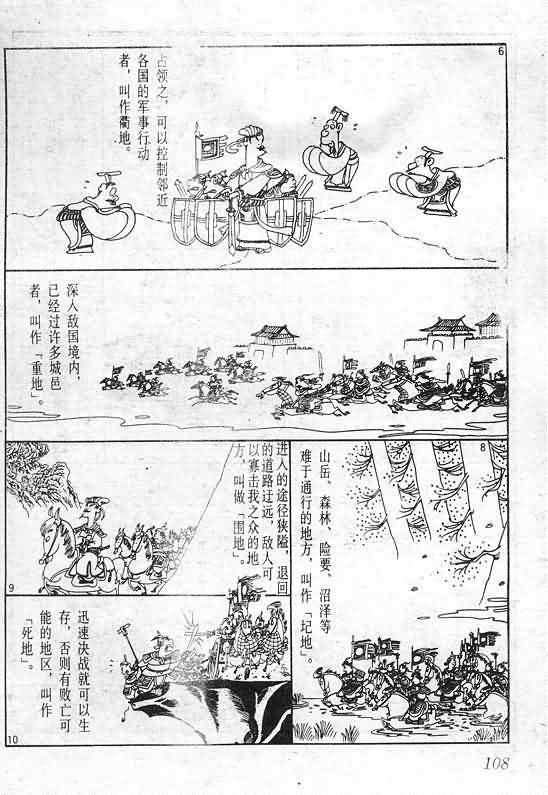 6
占领之，可以控制邻近
各国的军事行动
者，叫作衢地。
深入敌国境内，
已经过许多城邑
者，叫作「重地」。
8
山岳、森林、险要、沼泽等
难于通行的地方，叫作「圮地」。
进入的途径狭隘，退回
的道路迂远，敌人可
以寡击我之众的地
方，叫做「围地」。
9
迅速决战就可以生
存，否则有败亡可
能的地区，叫作
「死地」。
10
108